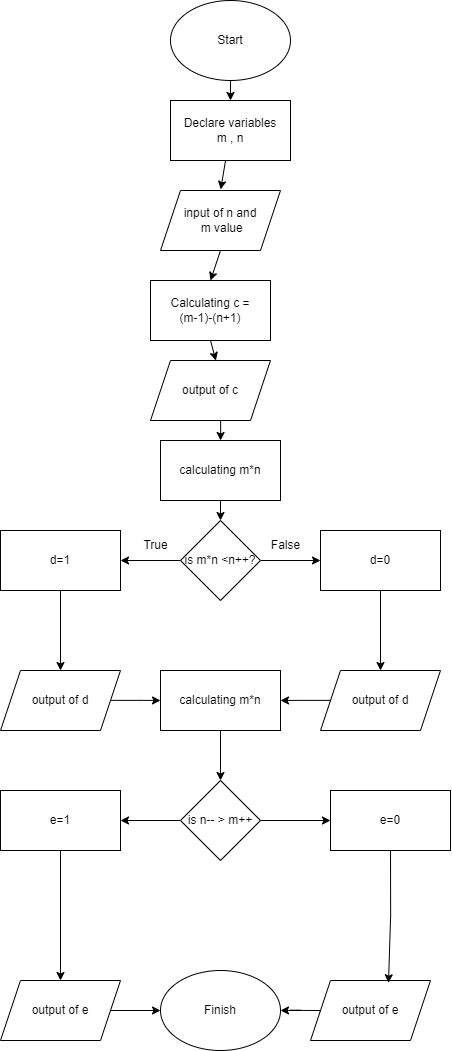 Start
Declare variables
m , n
input of n and
m value
Calculating c =
(m-1)-(n+1)
output of c
calculating m*n
True
False
d=1
is m*n <n++?
d=0
output of d
calculating m*n
output of d
e=1
is n-- > m++
e=0
output of e
Finish
output of e